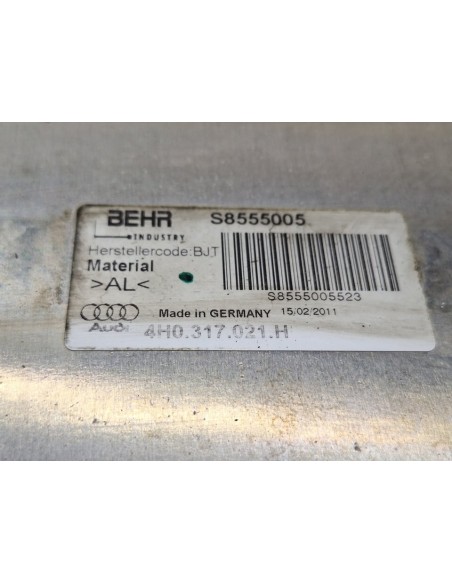 BEHR S8555005
INDUSTRY
Herstellercode:BJT
Material
>AL<
S8555005523
Made in GERMANY 15/02/2011
Audi 4H0.317.021.H